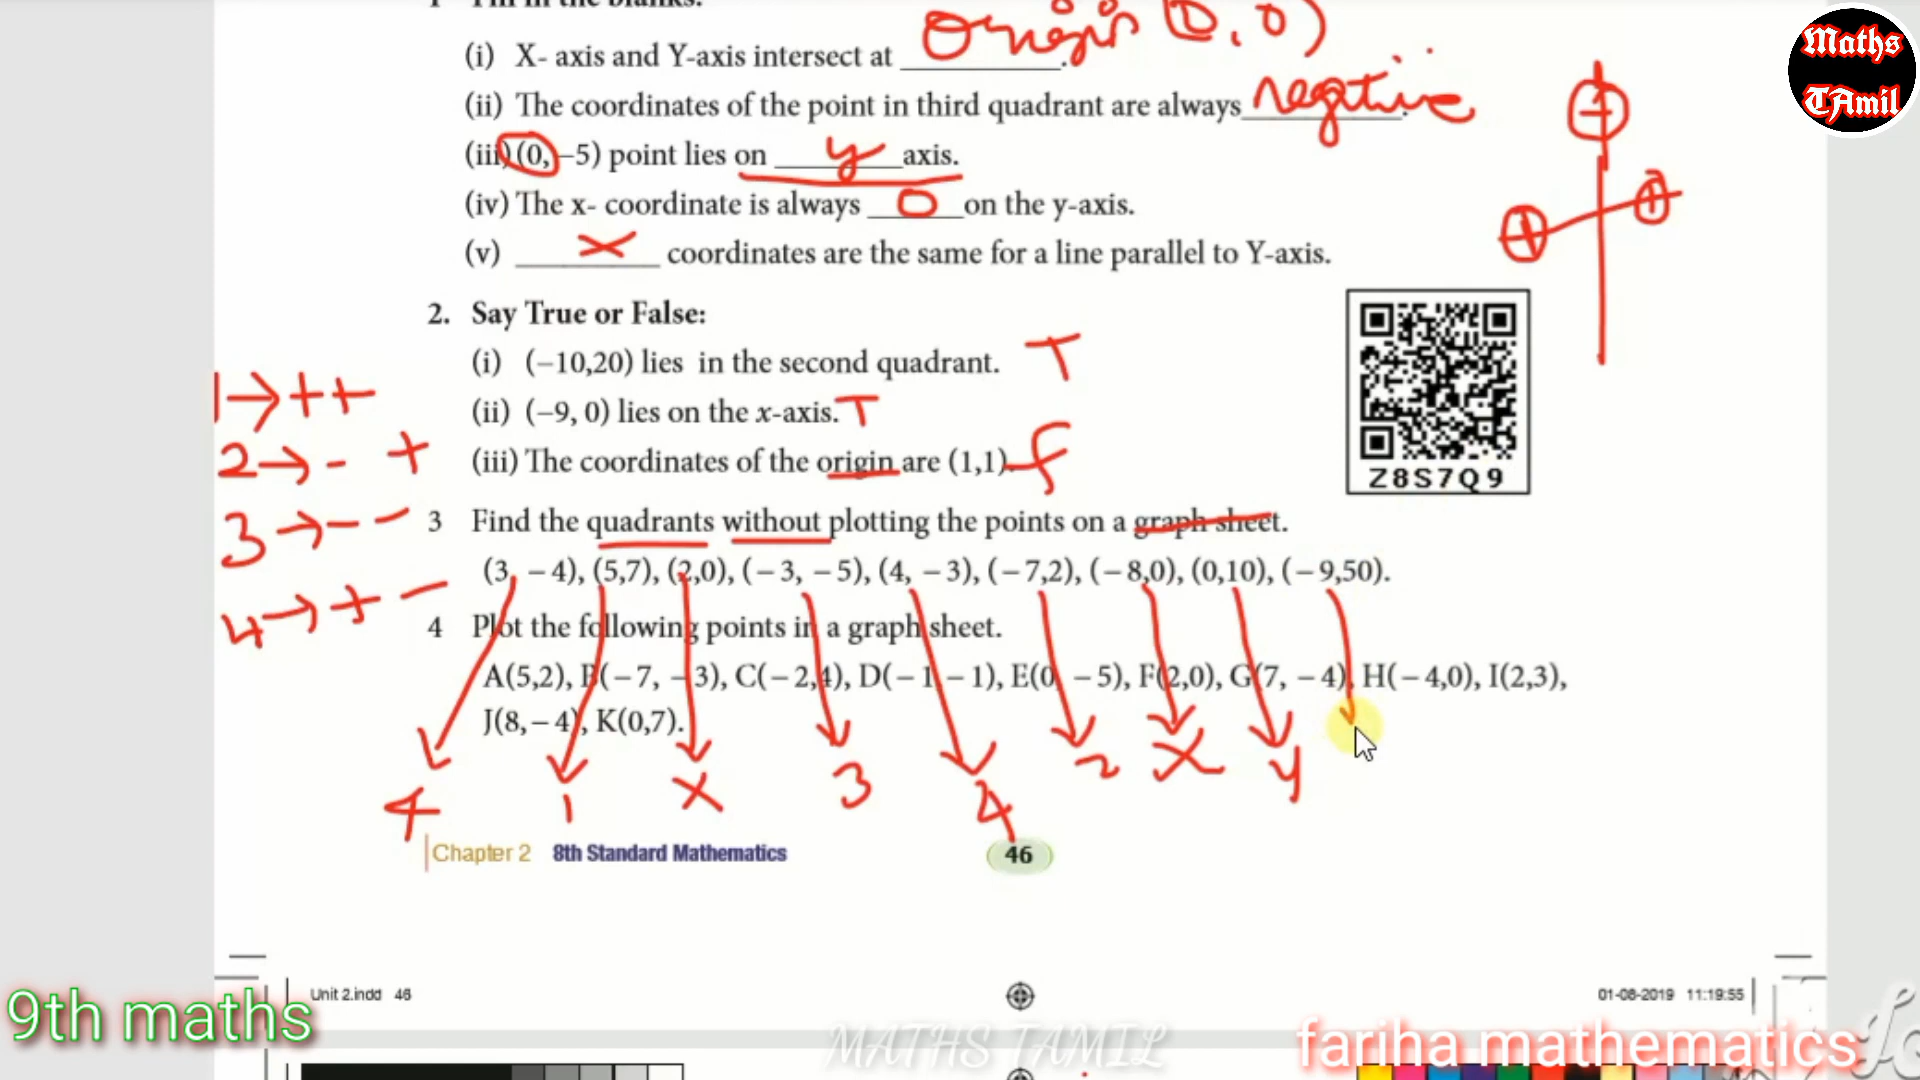 Origin (0, 0)
(i) X- axis and Y-axis intersect at ____________.
(ii) The coordinates of the point in third quadrant are always negtive.
(iii) (0, –5) point lies on y axis.
(iv) The x- coordinate is always 0 on the y-axis.
(v) x coordinates are the same for a line parallel to Y-axis.
2. Say True or False:
(i) (–10,20) lies in the second quadrant. T
(ii) (–9, 0) lies on the x-axis. T
(iii) The coordinates of the origin are (1,1). F
1 → ++
2 → - +
3 → - -
4 → + -
3 Find the quadrants without plotting the points on a graph sheet.
(3, – 4), (5,7), (2,0), (– 3, – 5), (4, – 3), (– 7,2), (– 8,0), (0,10), (– 9,50).
4 Plot the following points in a graph sheet.
A(5,2), B(– 7, – 3), C(– 2,4), D(– 1, – 1), E(0, – 5), F(2,0), G(7, – 4), H(– 4,0), I(2,3),
J(8, – 4), K(0,7).
4 1 x 3 4 2 x y
Chapter 2 8th Standard Mathematics 46
Z8S7Q9
Maths
TAmil
Unit 2.indd 46
01-08-2019 11:19:55
9th maths
MATHS TAMIL
fariha mathematics